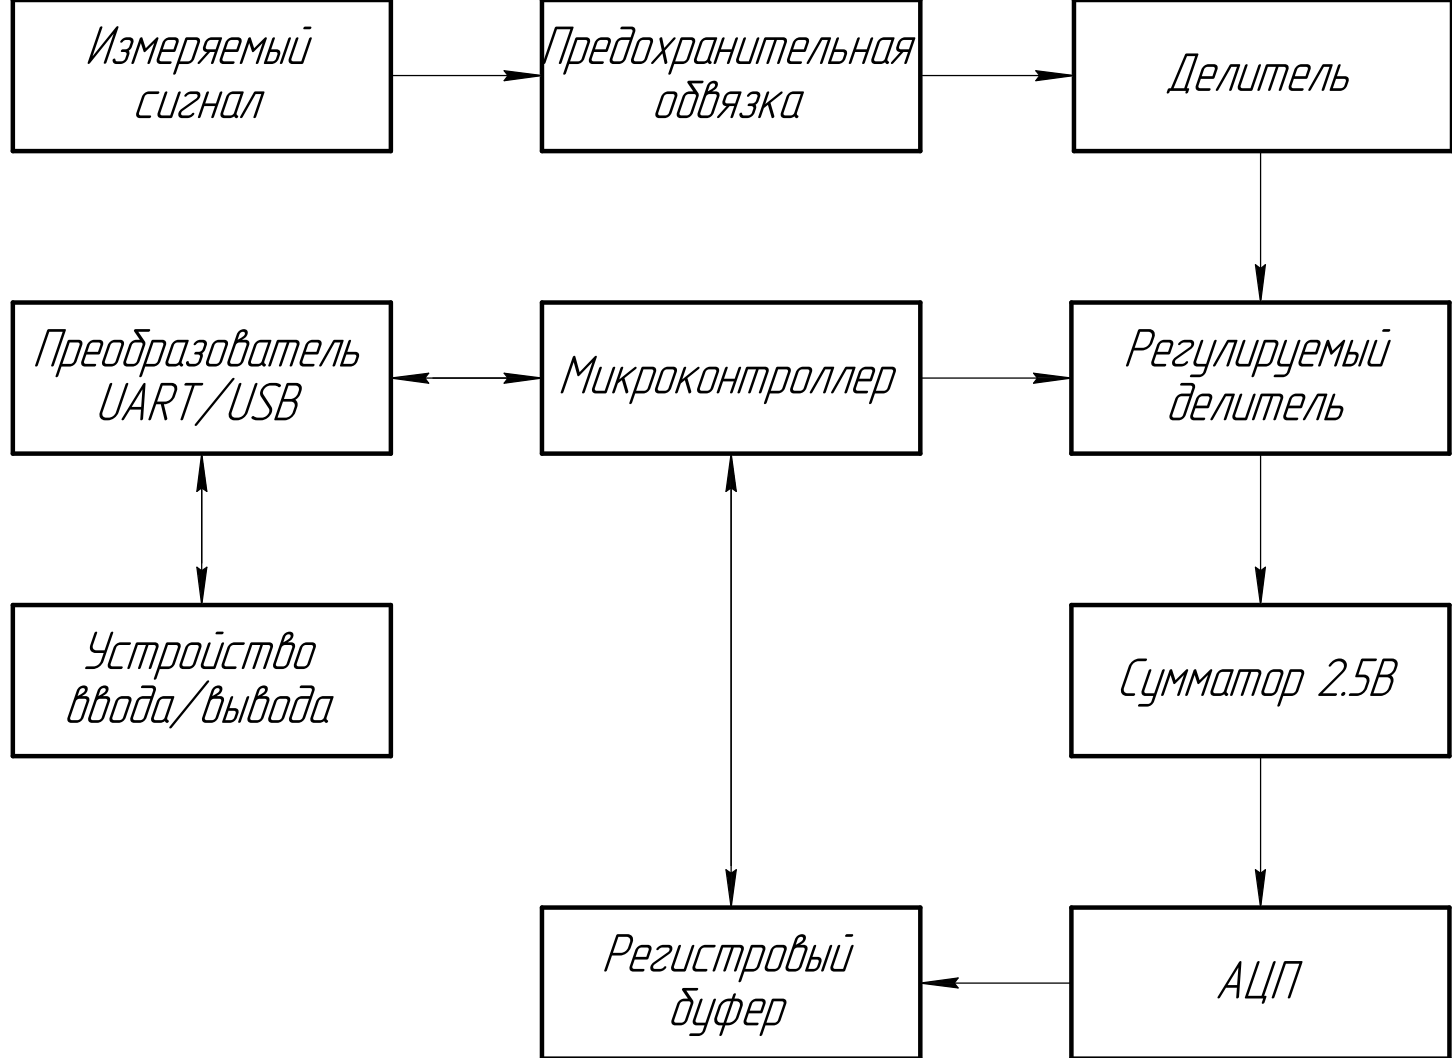 Измеряемый
сигнал
Предохранительная
обвязка
Делитель
Преобразователь
UART/USB
Микроконтроллер
Регулируемый
делитель
Устройство
ввода/вывода
Сумматор 2.5В
Регистровый
буфер
АЦП